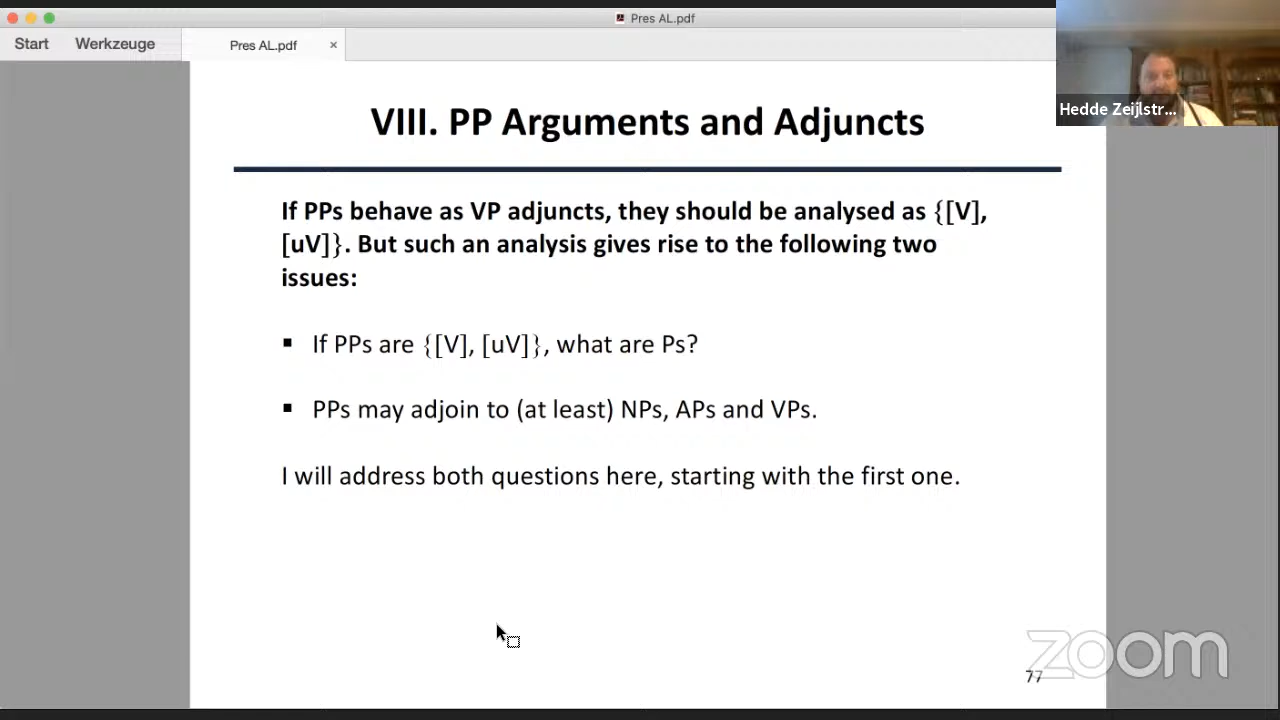 Pres AL.pdf
Start Werkzeuge Pres AL.pdf ×
Hedde Zeijlstr...
VIII. PP Arguments and Adjuncts
If PPs behave as VP adjuncts, they should be analysed as {[V],
[uV]}. But such an analysis gives rise to the following two
issues:
▪ If PPs are {[V], [uV]}, what are Ps?
▪ PPs may adjoin to (at least) NPs, APs and VPs.
I will address both questions here, starting with the first one.
zoom
77